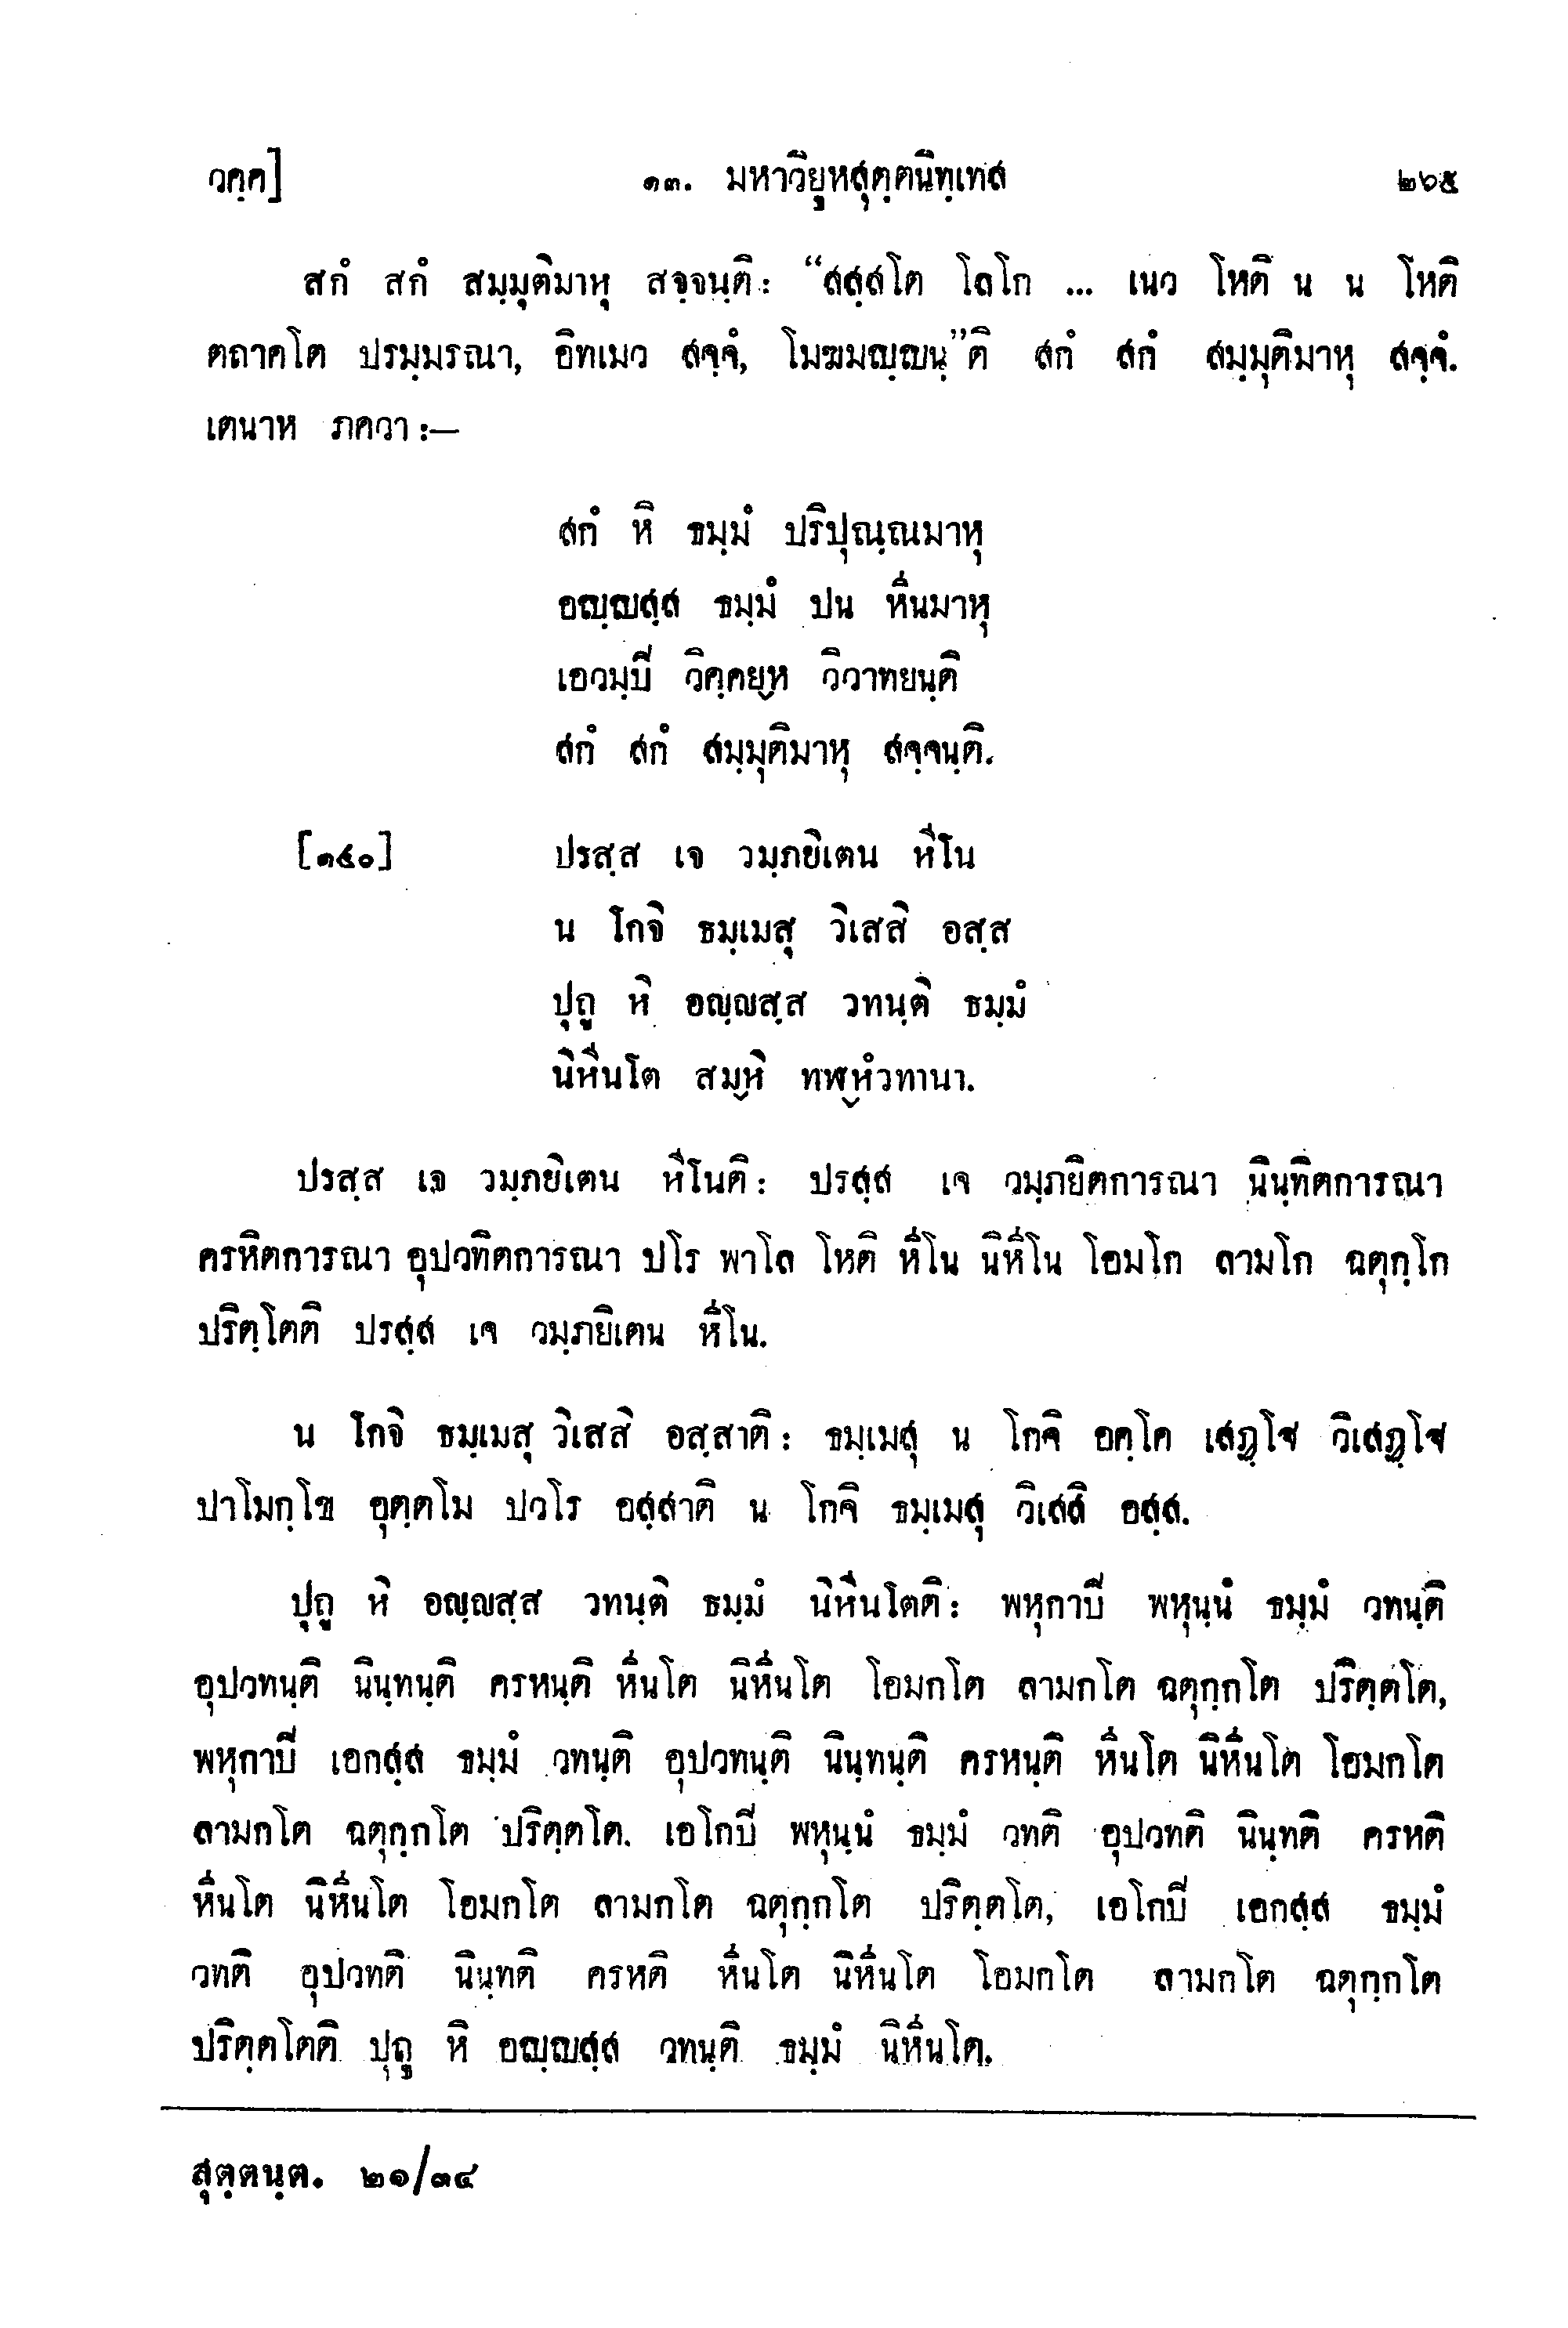 วคฺค] ๑๓. มหาวิยูหสุตฺตนิทฺเทส ๒๖๕
สกํ สกํ สมฺมุติมาหุ สจฺจนฺติ: “สสฺสโต โลโก ... เนว โหติ น น โหติ
ตถาคโต ปรมฺมรณา, อิทเมว สจฺจํ, โมฆมญฺญนฺ”ติ สกํ สกํ สมฺมุติมาหุ สจฺจํ.
เตนาห ภควา :—
สกํ หิ ธมฺมํ ปริปุณฺณมาหุ
อญฺญสฺส ธมฺมํ ปน หีนมาหุ
เอวมฺปิ วิคฺคยฺห วิวาทยนฺติ
สกํ สกํ สมฺมุติมาหุ สจฺจนฺติ.
[๑๔๐] ปรสฺส เจ วมฺภยิเตน หีโน
น โกจิ ธมฺเมสุ วิเสสิ อสฺส
ปุถู หิ อญฺญสฺส วทนฺติ ธมฺมํ
นิหีนโต สมฺหิ ทฬฺหํวทานา.
ปรสฺส เจ วมฺภยิเตน หีโนติ: ปรสฺส เจ วมฺภยิตการณา นินฺทิตการณา
ครหิตการณา อุปวทิตการณา ปโร พาโล โหติ หีโน นิหีโน โอมโก ลามโก ฉตุกฺโก
ปริตฺโตติ ปรสฺส เจ วมฺภยิเตน หีโน.
น โกจิ ธมฺเมสุ วิเสสิ อสฺสาติ: ธมฺเมสุ น โกจิ อคฺโค เสฏฺโฐ วิเสฏฺโฐ
ปาโมกฺโข อุตฺตโม ปวโร อสฺสาติ น โกจิ ธมฺเมสุ วิเสสิ อสฺส.
ปุถู หิ อญฺญสฺส วทนฺติ ธมฺมํ นิหีนโตติ: พหุกาปิ พหุนฺนํ ธมฺมํ วทนฺติ
อุปวทนฺติ นินฺทนฺติ ครหนฺติ หีนโต นิหีนโต โอมกโต ลามกโต ฉตุกฺกโต ปริตฺตโต,
พหุกาปิ เอกสฺส ธมฺมํ วทนฺติ อุปวทนฺติ นินฺทนฺติ ครหนฺติ หีนโต นิหีนโต โอมกโต
ลามกโต ฉตุกฺกโต ปริตฺตโต. เอโกปิ พหุนฺนํ ธมฺมํ วทติ อุปวทติ นินฺทติ ครหติ
หีนโต นิหีนโต โอมกโต ลามกโต ฉตุกฺกโต ปริตฺตโต, เอโกปิ เอกสฺส ธมฺมํ
วทติ อุปวทติ นินฺทติ ครหติ หีนโต นิหีนโต โอมกโต ลามกโต ฉตุกฺกโต
ปริตฺตโตติ ปุถู หิ อญฺญสฺส วทนฺติ ธมฺมํ นิหีนโต.
สุตฺตนฺต. ๒๑/๓๔